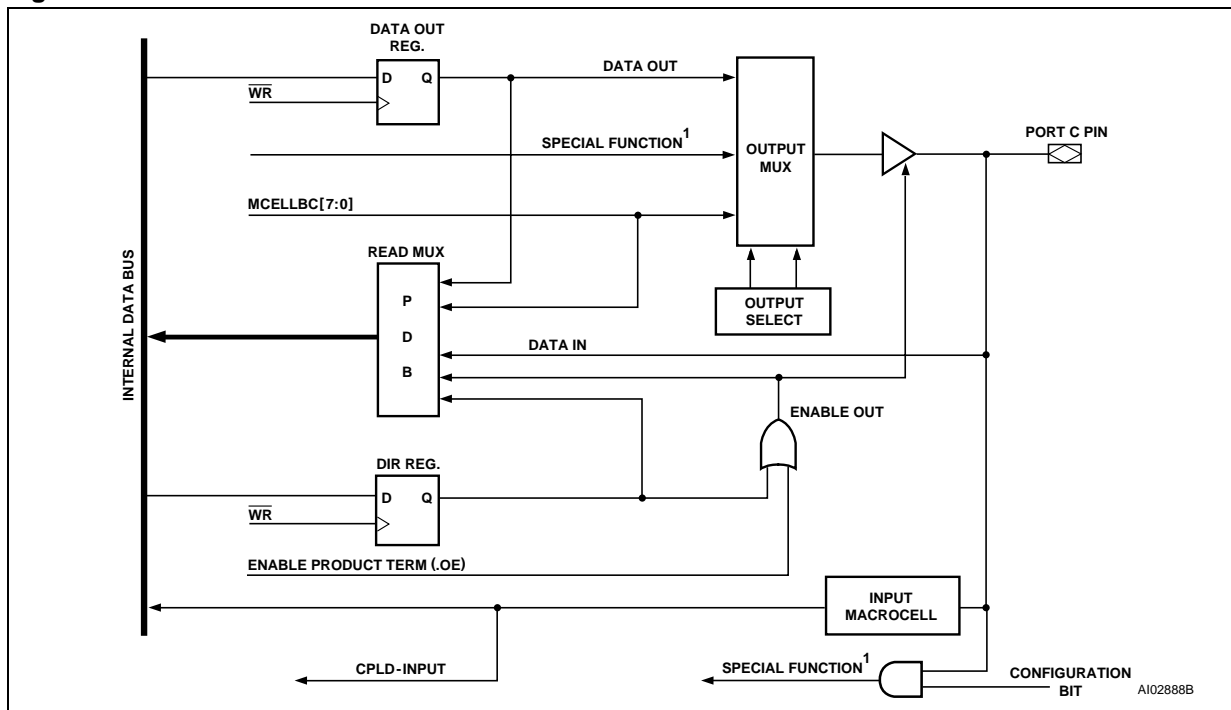 DATA OUT
REG.
D Q
WR
DATA OUT
SPECIAL FUNCTION1
OUTPUT
MUX
PORT C PIN
MCELLBC[7:0]
READ MUX
P
D
B
OUTPUT
SELECT
INTERNAL DATA BUS
DATA IN
ENABLE OUT
DIR REG.
D Q
WR
ENABLE PRODUCT TERM (.OE)
INPUT
MACROCELL
CPLD-INPUT
SPECIAL FUNCTION1
CONFIGURATION
BIT
AI02888B